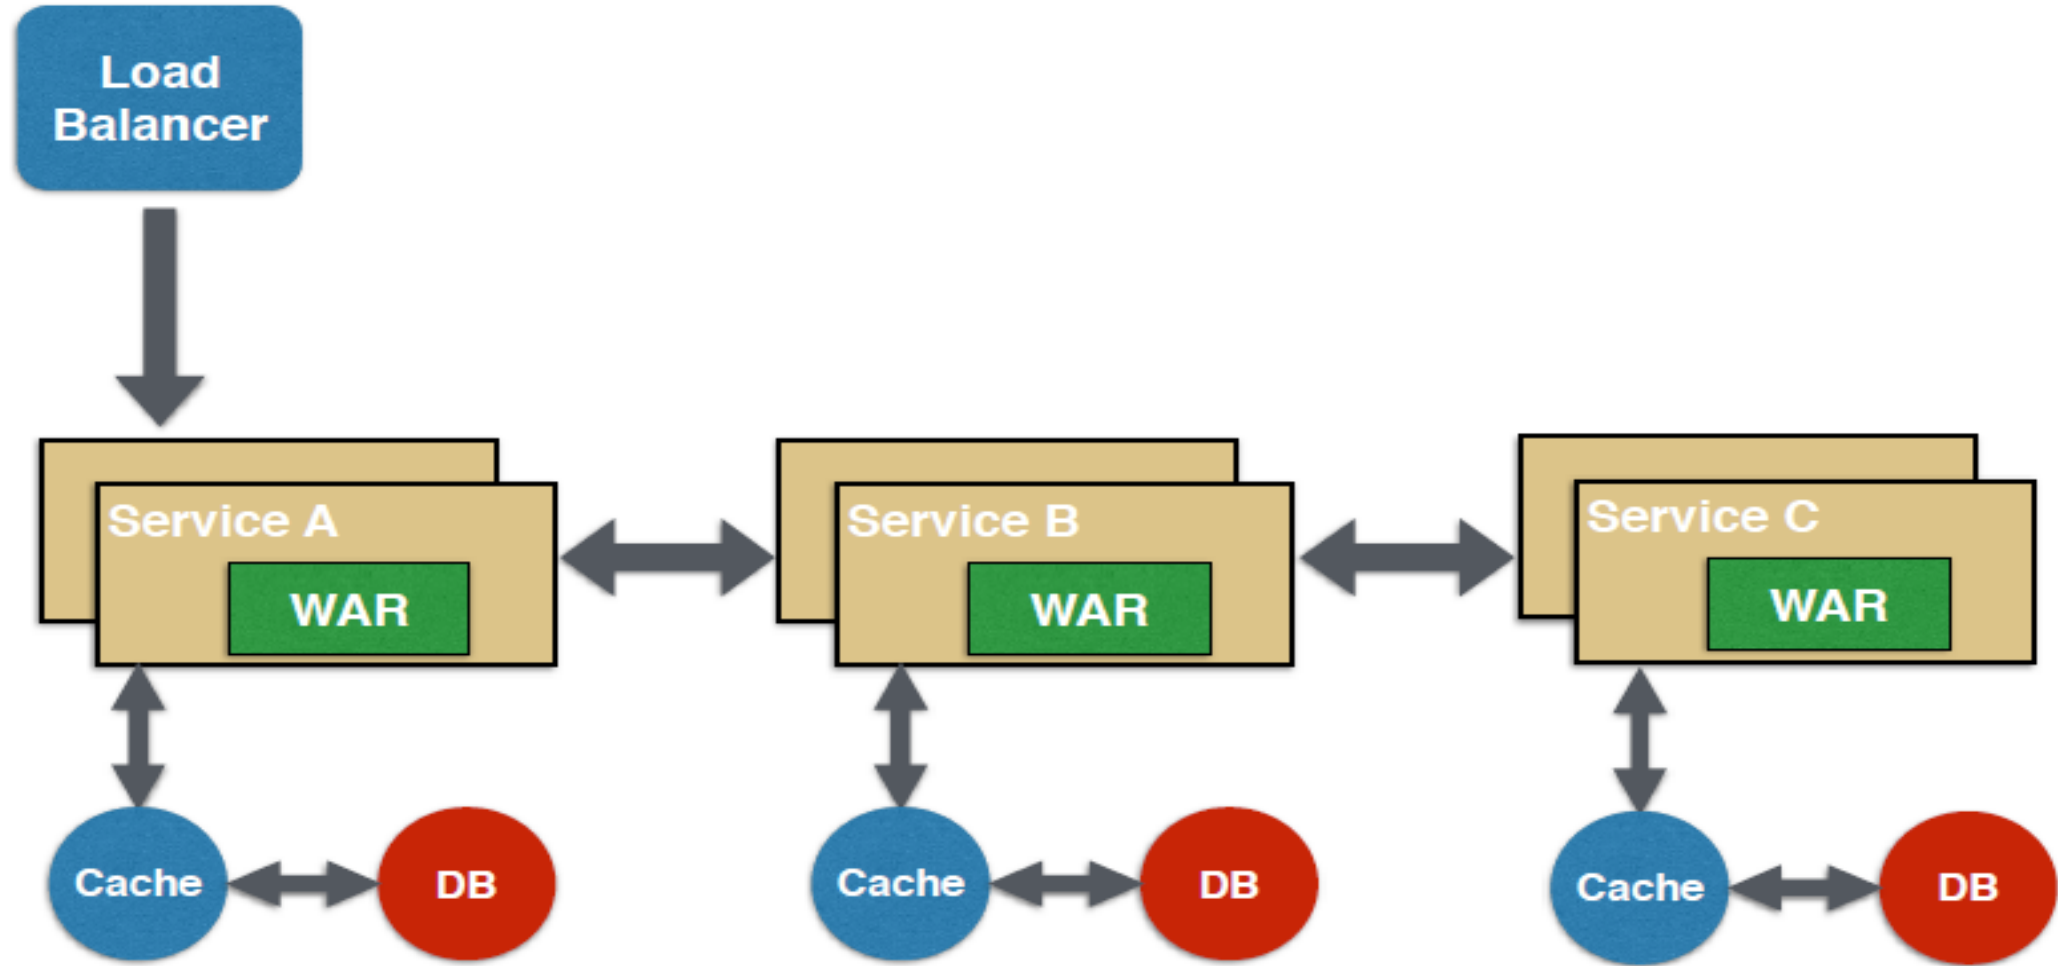 Load
Balancer
Service A
WAR
Service B
WAR
Service C
WAR
Cache
DB
Cache
DB
Cache
DB